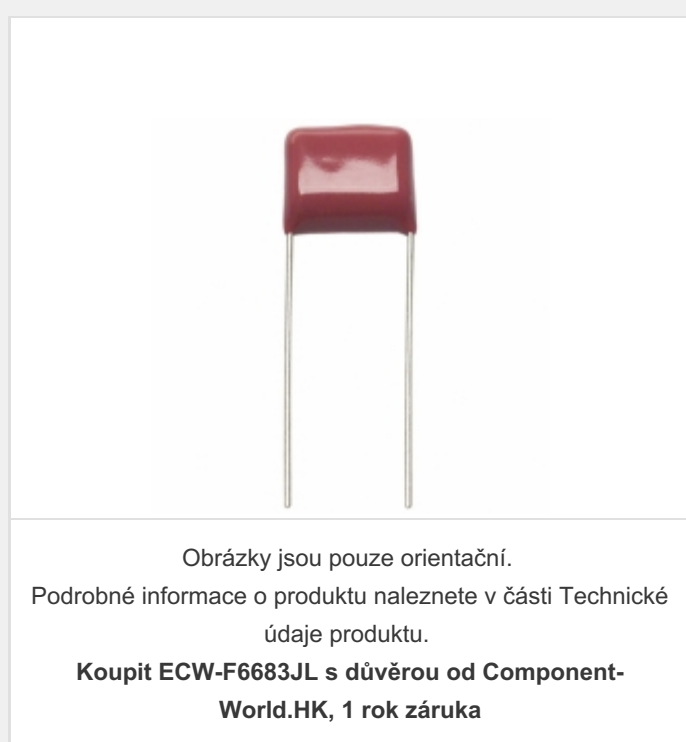 Obrázky jsou pouze orientační.
Podrobné informace o produktu naleznete v části Technické
údaje produktu.
Koupit ECW-F6683JL s důvěrou od Component-
World.HK, 1 rok záruka